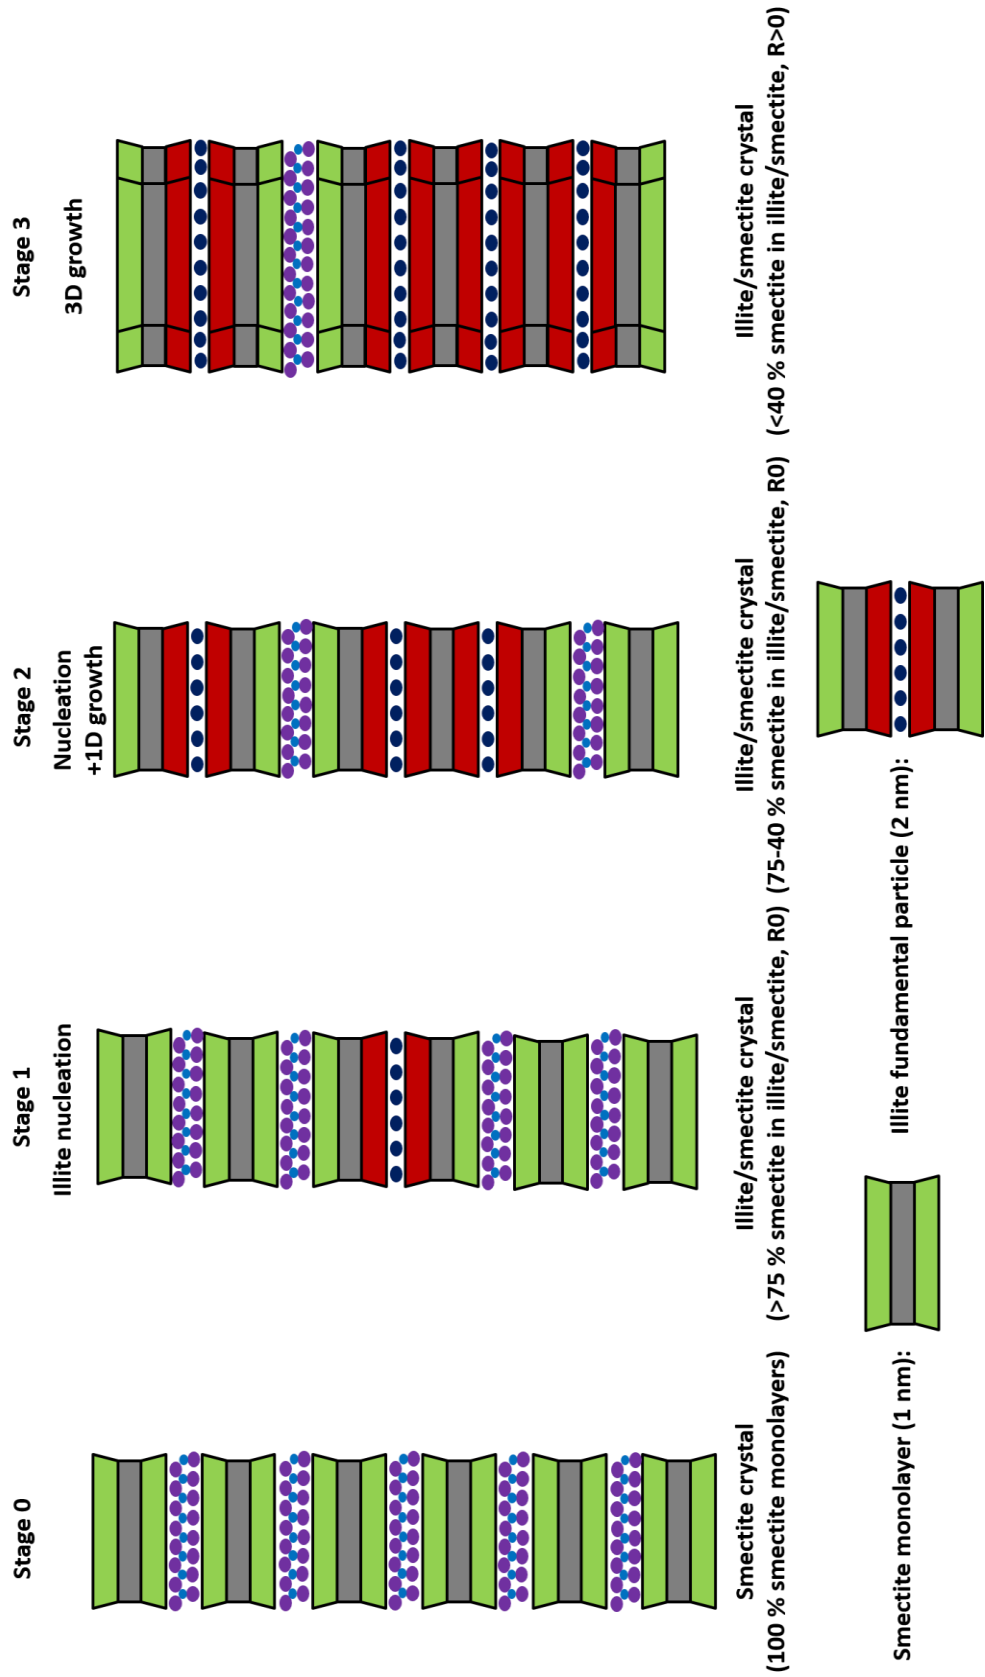 Stage 0
Stage 1
Illite nucleation
Stage 2
Nucleation
+1D growth
Stage 3
3D growth
Smectite crystal
(100 % smectite monolayers)
Illite/smectite crystal
(>75 % smectite in illite/smectite, R0)
Illite/smectite crystal
(75-40 % smectite in illite/smectite, R0)
Illite/smectite crystal
(<40 % smectite in illite/smectite, R>0)
Smectite monolayer (1 nm):
Illite fundamental particle (2 nm):